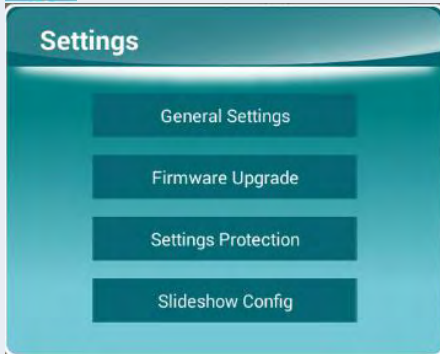 Settings
General Settings
Firmware Upgrade
Settings Protection
Slideshow Config